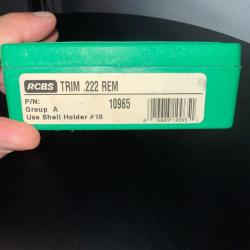 RCBS TRIM .222 REM
P/N: 10965
Group A
Use Shell Holder #10